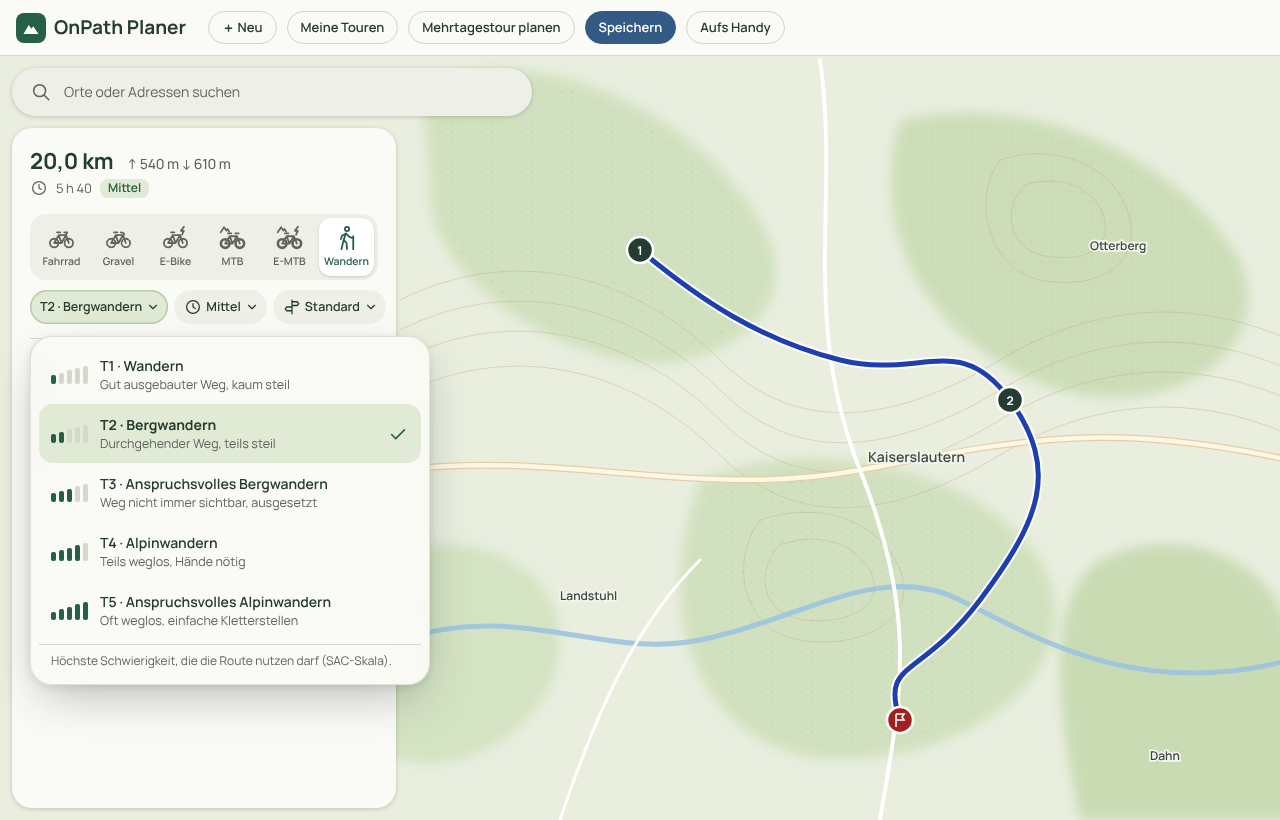 OnPath Planer
+ Neu
Meine Touren
Mehrtagestour planen
Speichern
Aufs Handy
Orte oder Adressen suchen
20,0 km ↑ 540 m ↓ 610 m
5 h 40 Mittel
Fahrrad
Gravel
E-Bike
MTB
E-MTB
Wandern
T2 · Bergwandern
Mittel
Standard
T1 · Wandern
Gut ausgebauter Weg, kaum steil
T2 · Bergwandern
Durchgehender Weg, teils steil
T3 · Anspruchsvolles Bergwandern
Weg nicht immer sichtbar, ausgesetzt
T4 · Alpinwandern
Teils weglos, Hände nötig
T5 · Anspruchsvolles Alpinwandern
Oft weglos, einfache Kletterstellen
Höchste Schwierigkeit, die die Route nutzen darf (SAC-Skala).
1
Otterberg
2
Kaiserslautern
Landstuhl
Dahn